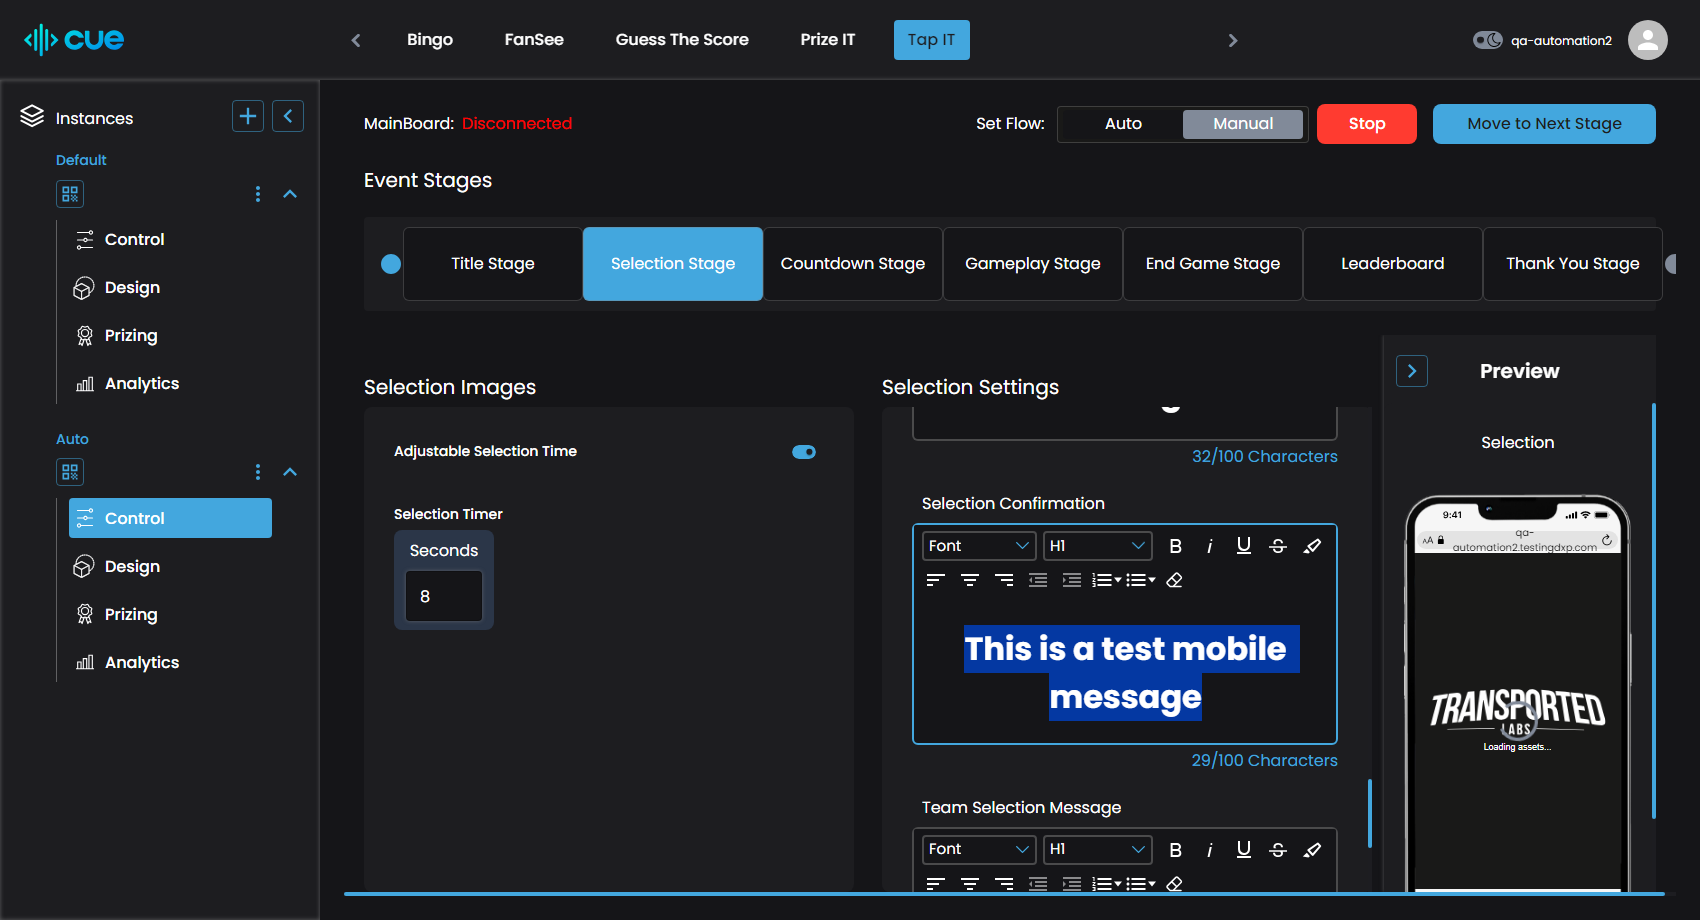 cue
Bingo
FanSee
Guess The Score
Prize IT
Tap IT
qa-automation2
Instances
Default
Control
Design
Prizing
Analytics
Auto
Control
Design
Prizing
Analytics
MainBoard: Disconnected
Set Flow:
Auto
Manual
Stop
Move to Next Stage
Event Stages
Title Stage
Selection Stage
Countdown Stage
Gameplay Stage
End Game Stage
Leaderboard
Thank You Stage
Selection Images
Adjustable Selection Time
Selection Timer
Seconds
8
Selection Settings
32/100 Characters
Selection Confirmation
Font
H1
B i U S
This is a test mobile
message
29/100 Characters
Team Selection Message
Font
H1
B i U S
Preview
Selection
9:41
AA
qa-
automation2.testingdxp.com
TRANSPORTED
LABS
Loading assets...